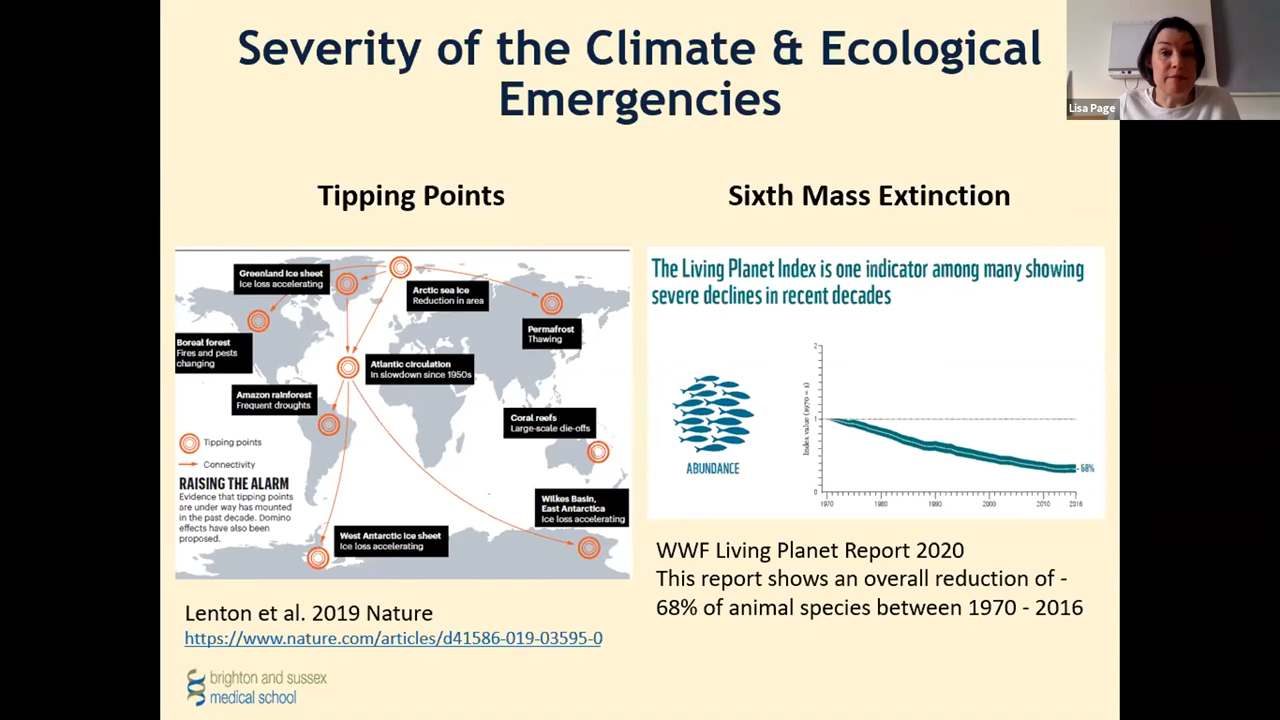 Severity of the Climate & Ecological
Emergencies
Lisa Page
Tipping Points
Greenland ice sheet
Ice loss accelerating
Arctic sea ice
Reduction in area
Permafrost
Thawing
Boreal forest
Fires and pests
changing
Atlantic circulation
In slowdown since 1950s
Amazon rainforest
Frequent droughts
Coral reefs
Large-scale die-offs
Tipping points
Connectivity
RAISING THE ALARM
Evidence that tipping points
are under way has mounted
in the past decade. Domino
effects have also been
proposed.
Wilkes Basin,
East Antarctica
Ice loss accelerating
West Antarctic ice sheet
Ice loss accelerating
Lenton et al. 2019 Nature
https://www.nature.com/articles/d41586-019-03595-0
Sixth Mass Extinction
The Living Planet Index is one indicator among many showing
severe declines in recent decades
ABUNDANCE
Index value (1970 = 1)
2
1
0
1970 1980 1990 2000 2010 2016
- 68%
WWF Living Planet Report 2020
This report shows an overall reduction of -
68% of animal species between 1970 - 2016
brighton and sussex
medical school